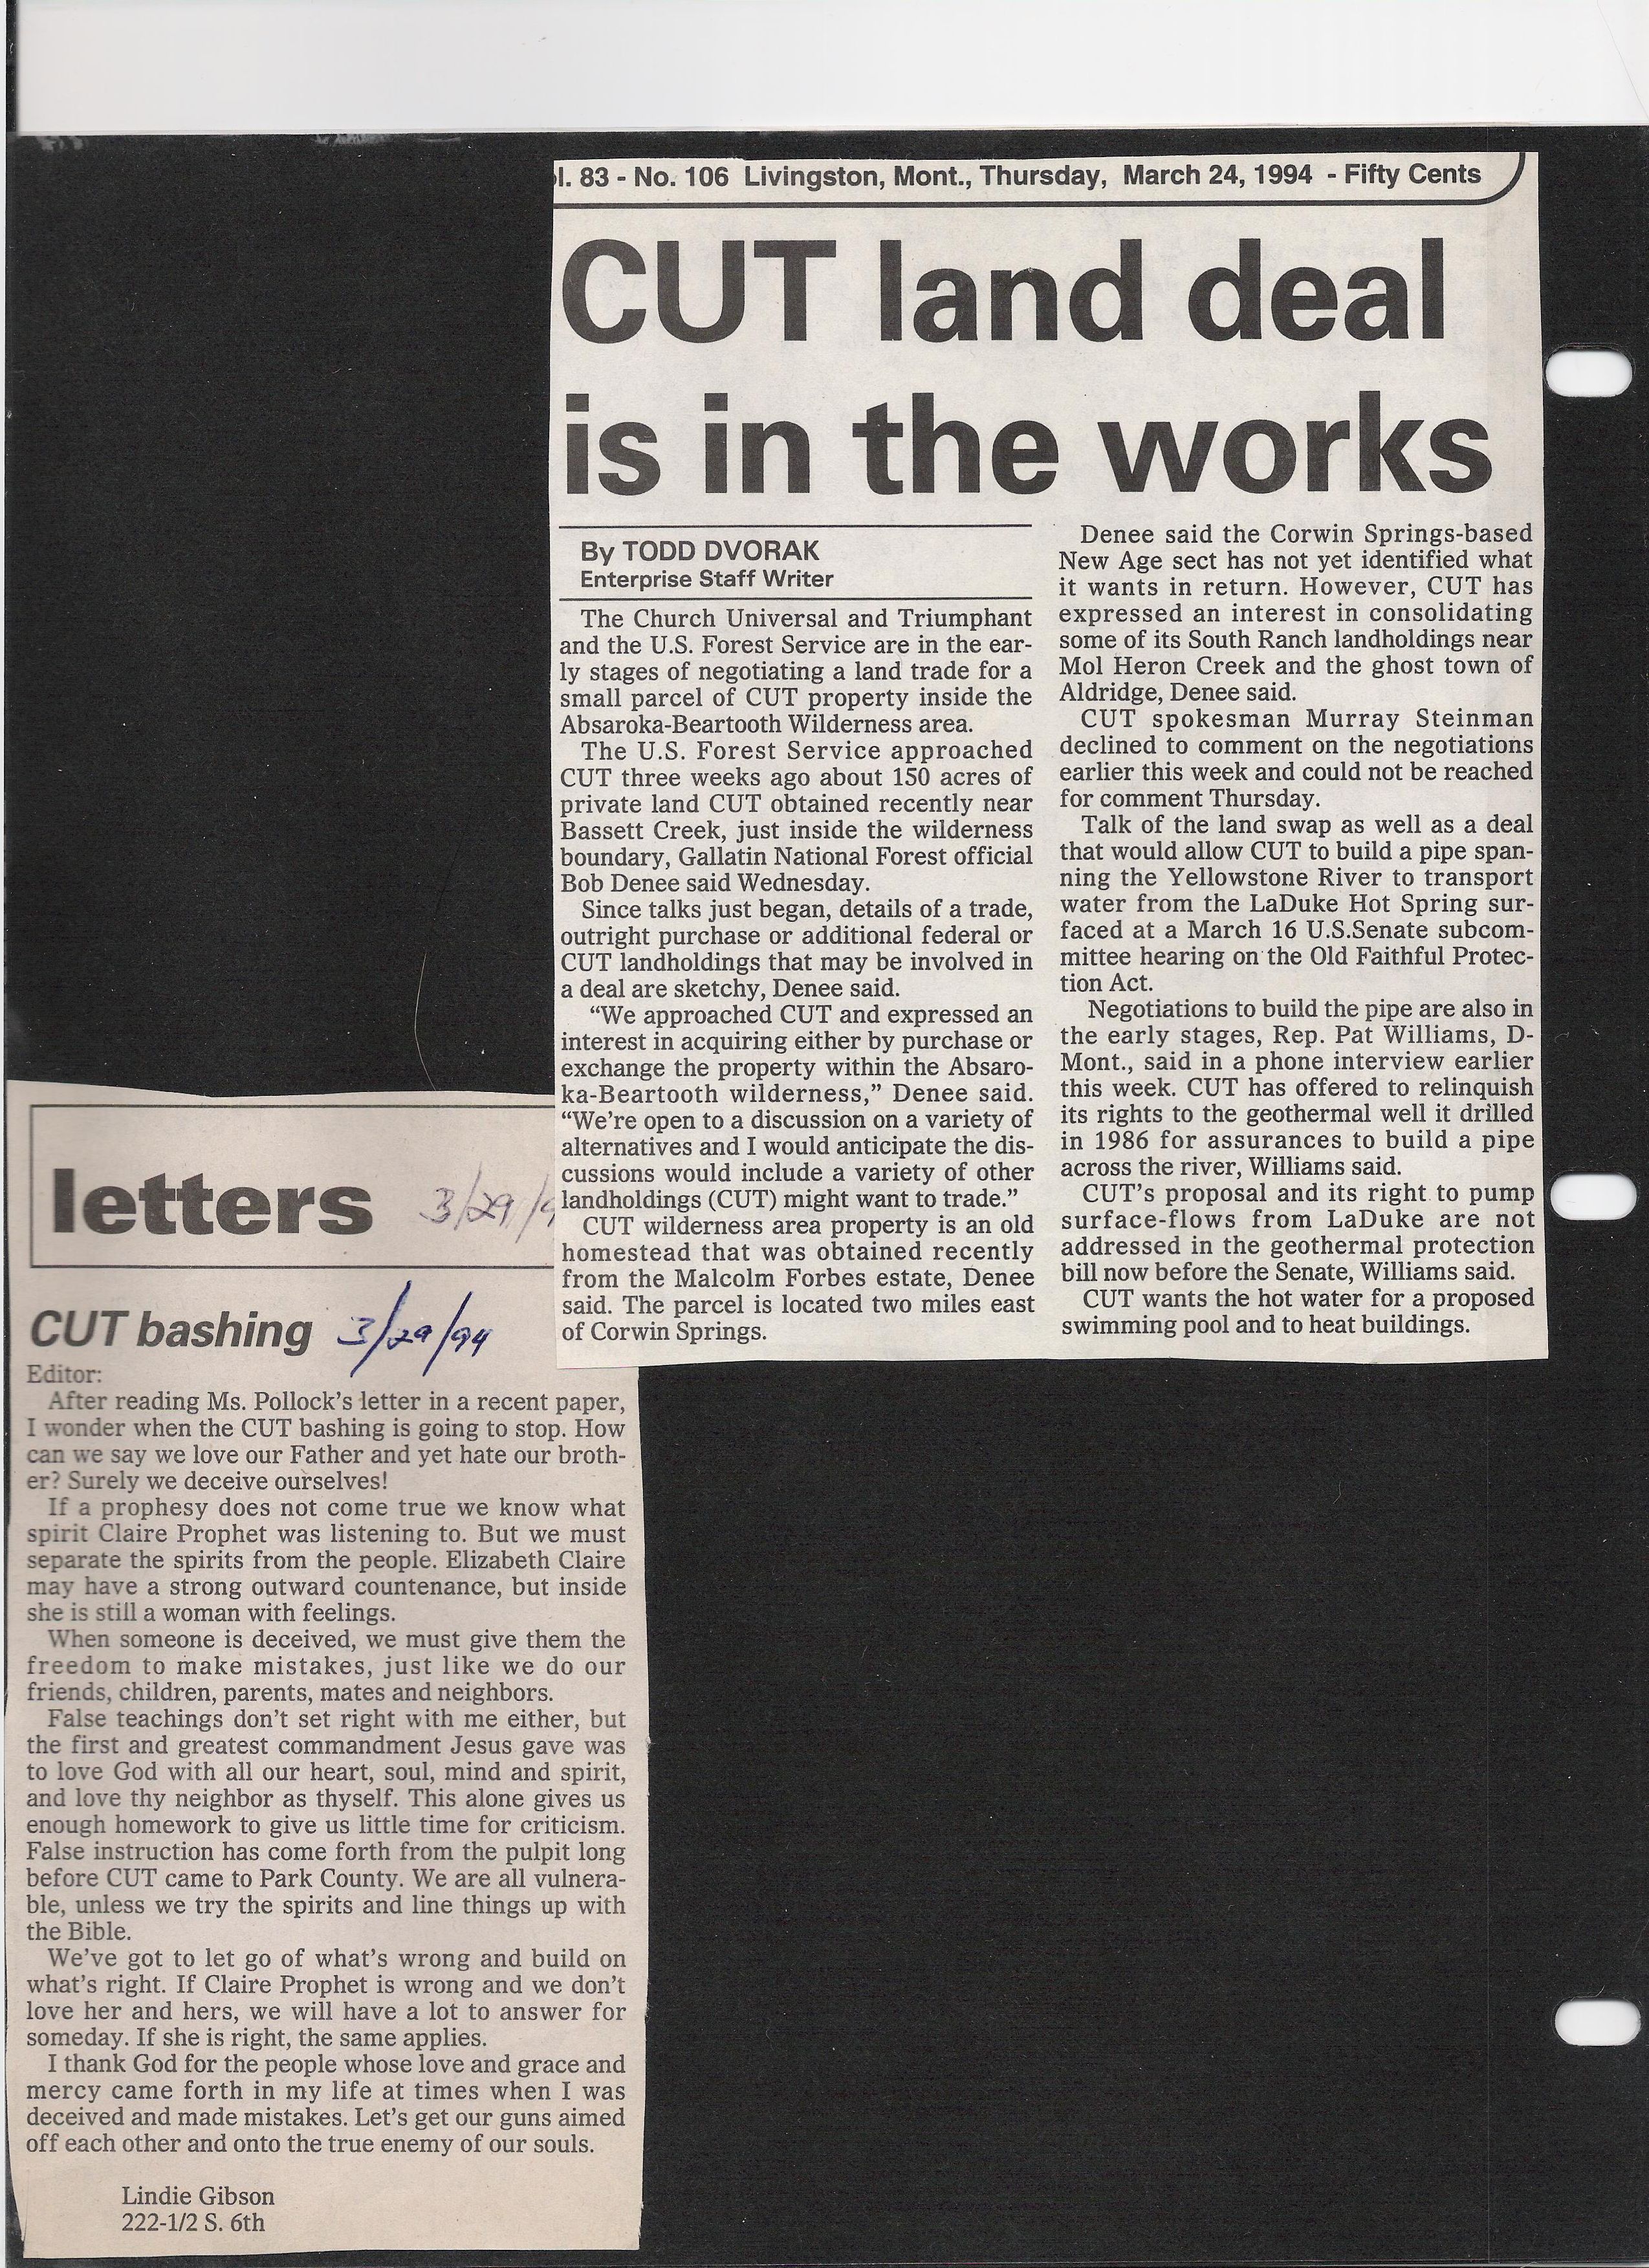 l. 83 - No. 106 Livingston, Mont., Thursday, March 24, 1994 - Fifty Cents
CUT land deal
is in the works
By TODD DVORAK
Enterprise Staff Writer
The Church Universal and Triumphant
and the U.S. Forest Service are in the ear-
ly stages of negotiating a land trade for a
small parcel of CUT property inside the
Absaroka-Beartooth Wilderness area.
The U.S. Forest Service approached
CUT three weeks ago about 150 acres of
private land CUT obtained recently near
Bassett Creek, just inside the wilderness
boundary, Gallatin National Forest official
Bob Denee said Wednesday.
Since talks just began, details of a trade,
outright purchase or additional federal or
CUT landholdings that may be involved in
a deal are sketchy, Denee said.
“We approached CUT and expressed an
interest in acquiring either by purchase or
exchange the property within the Absaro-
ka-Beartooth wilderness,” Denee said.
“We’re open to a discussion on a variety of
alternatives and I would anticipate the dis-
cussions would include a variety of other
landholdings (CUT) might want to trade.”
CUT wilderness area property is an old
homestead that was obtained recently
from the Malcolm Forbes estate, Denee
said. The parcel is located two miles east
of Corwin Springs.
Denee said the Corwin Springs-based
New Age sect has not yet identified what
it wants in return. However, CUT has
expressed an interest in consolidating
some of its South Ranch landholdings near
Mol Heron Creek and the ghost town of
Aldridge, Denee said.
CUT spokesman Murray Steinman
declined to comment on the negotiations
earlier this week and could not be reached
for comment Thursday.
Talk of the land swap as well as a deal
that would allow CUT to build a pipe span-
ning the Yellowstone River to transport
water from the LaDuke Hot Spring sur-
faced at a March 16 U.S.Senate subcom-
mittee hearing on the Old Faithful Protec-
tion Act.
Negotiations to build the pipe are also in
the early stages, Rep. Pat Williams, D-
Mont., said in a phone interview earlier
this week. CUT has offered to relinquish
its rights to the geothermal well it drilled
in 1986 for assurances to build a pipe
across the river, Williams said.
CUT’s proposal and its right to pump
surface-flows from LaDuke are not
addressed in the geothermal protection
bill now before the Senate, Williams said.
CUT wants the hot water for a proposed
swimming pool and to heat buildings.
letters 3/29/9
CUT bashing 3/29/94
Editor:
After reading Ms. Pollock’s letter in a recent paper,
I wonder when the CUT bashing is going to stop. How
can we say we love our Father and yet hate our broth-
er? Surely we deceive ourselves!
If a prophesy does not come true we know what
spirit Claire Prophet was listening to. But we must
separate the spirits from the people. Elizabeth Claire
may have a strong outward countenance, but inside
she is still a woman with feelings.
When someone is deceived, we must give them the
freedom to make mistakes, just like we do our
friends, children, parents, mates and neighbors.
False teachings don’t set right with me either, but
the first and greatest commandment Jesus gave was
to love God with all our heart, soul, mind and spirit,
and love thy neighbor as thyself. This alone gives us
enough homework to give us little time for criticism.
False instruction has come forth from the pulpit long
before CUT came to Park County. We are all vulnera-
ble, unless we try the spirits and line things up with
the Bible.
We’ve got to let go of what’s wrong and build on
what’s right. If Claire Prophet is wrong and we don’t
love her and hers, we will have a lot to answer for
someday. If she is right, the same applies.
I thank God for the people whose love and grace and
mercy came forth in my life at times when I was
deceived and made mistakes. Let’s get our guns aimed
off each other and onto the true enemy of our souls.
Lindie Gibson
222-1/2 S. 6th